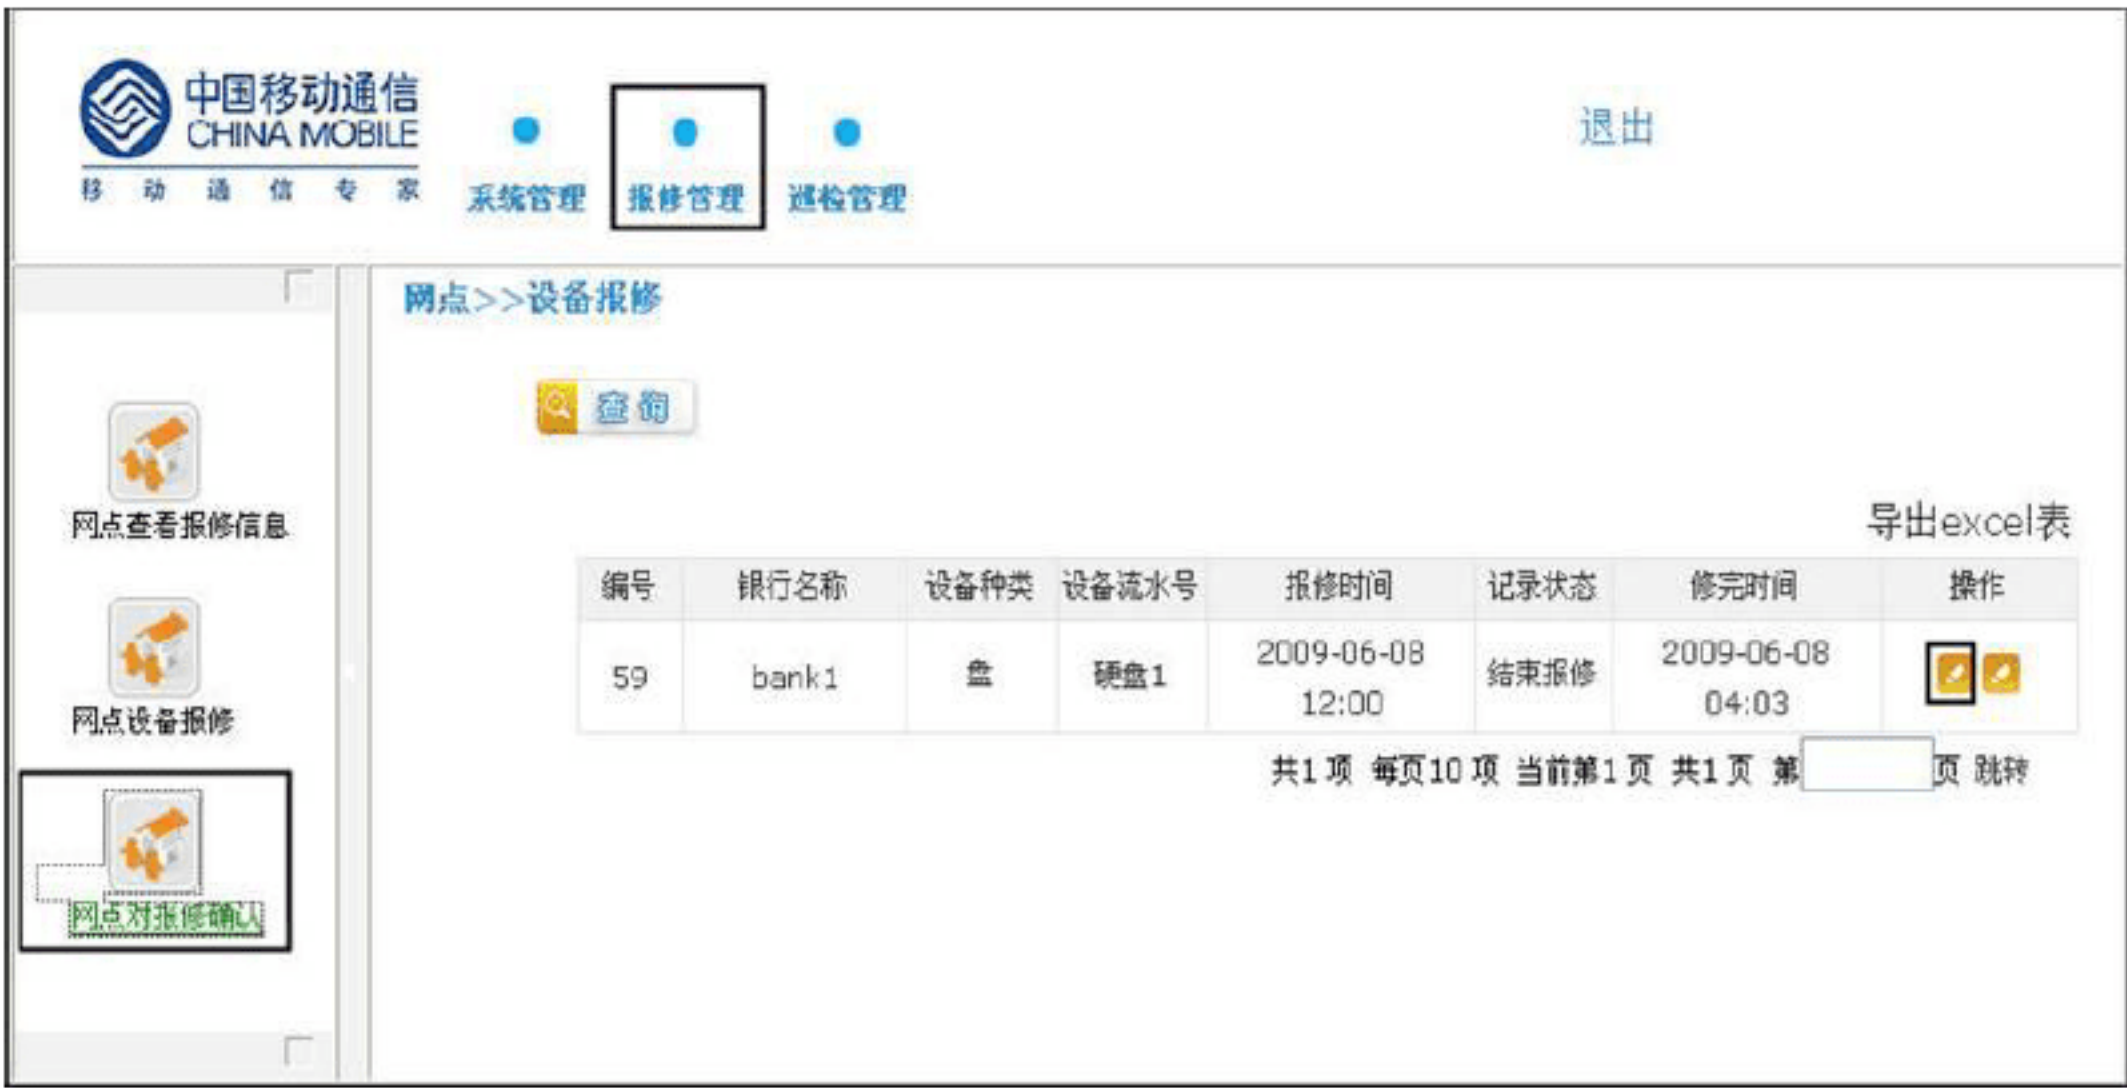 中国移动通信
CHINA MOBILE
移动通信专家
系统管理
报修管理
巡检管理
退出
网点>>设备报修
查询
网点查看报修信息
网点设备报修
网点对报修确认
导出excel表
编号 银行名称 设备种类 设备流水号 报修时间 记录状态 修完时间 操作
59 bank1 盘 硬盘1 2009-06-08 12:00 结束报修 2009-06-08 04:03
共1项 每页10项 当前第1页 共1页 第 页 跳转